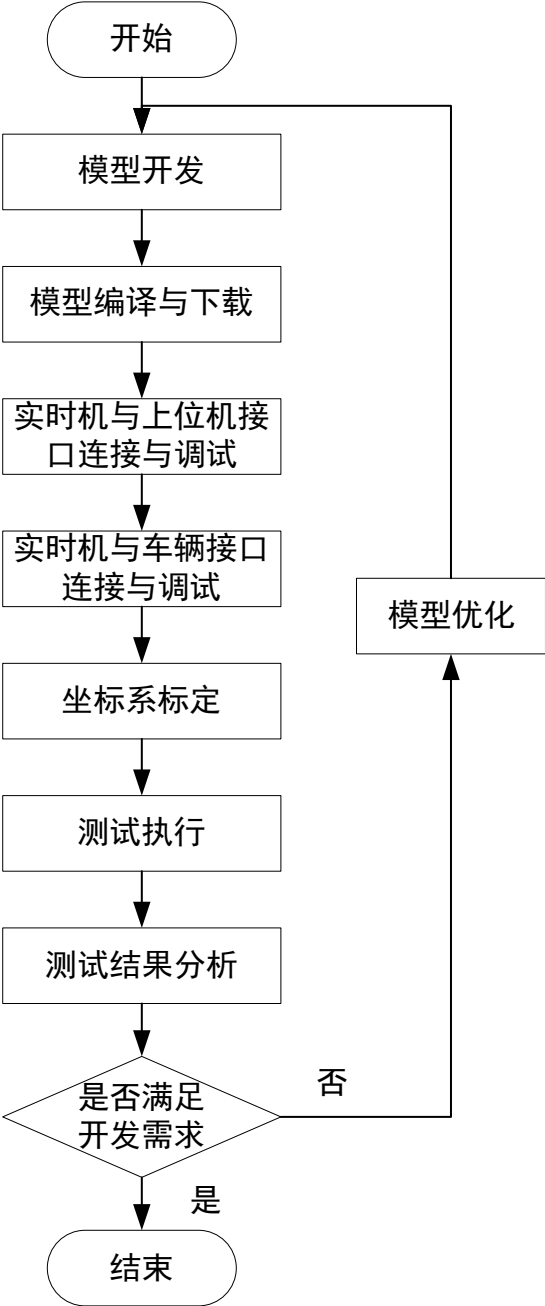 开始
模型开发
模型编译与下载
实时机与上位机接
口连接与调试
实时机与车辆接口
连接与调试
模型优化
坐标系标定
测试执行
测试结果分析
是否满足
开发需求
否
是
结束